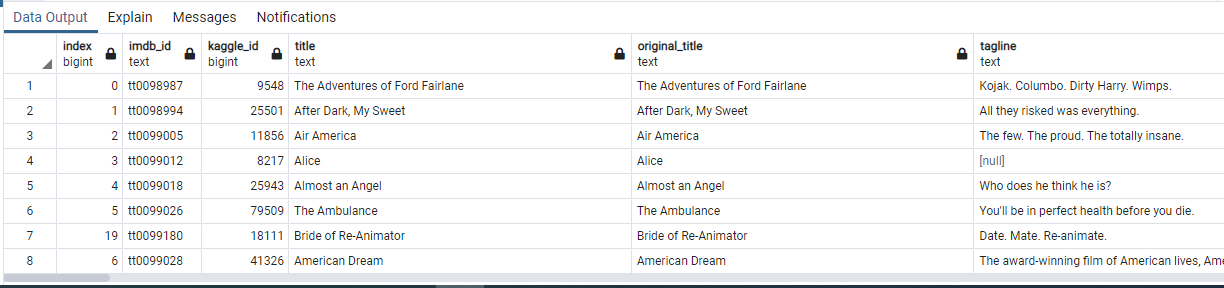 Data Output Explain Messages Notifications
index imdb_id kaggle_id title original_title tagline
bigint text bigint text text text
1 0 tt0098987 9548 The Adventures of Ford Fairlane The Adventures of Ford Fairlane Kojak. Columbo. Dirty Harry. Wimps.
2 1 tt0098994 25501 After Dark, My Sweet After Dark, My Sweet All they risked was everything.
3 2 tt0099005 11856 Air America Air America The few. The proud. The totally insane.
4 3 tt0099012 8217 Alice Alice [null]
5 4 tt0099018 25943 Almost an Angel Almost an Angel Who does he think he is?
6 5 tt0099026 79509 The Ambulance The Ambulance You'll be in perfect health before you die.
7 19 tt0099180 18111 Bride of Re-Animator Bride of Re-Animator Date. Mate. Re-animate.
8 6 tt0099028 41326 American Dream American Dream The award-winning film of American lives, Ame